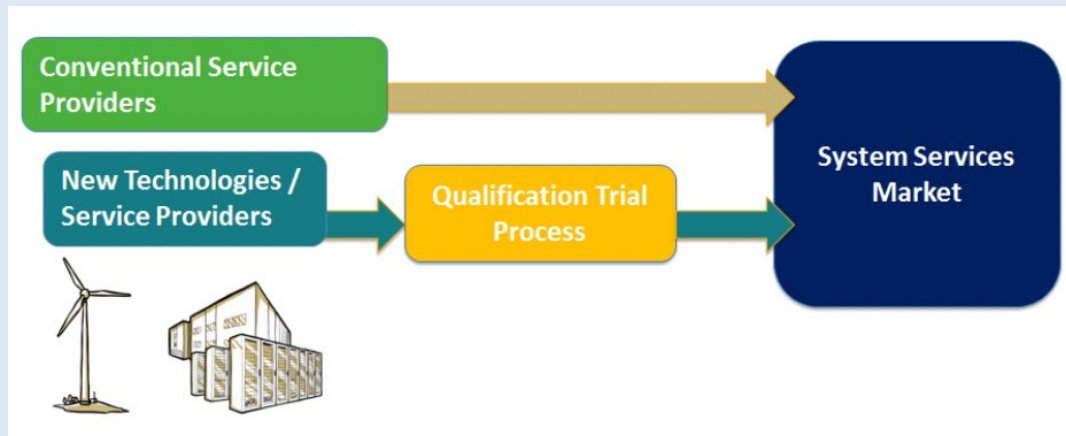 Conventional Service
Providers
New Technologies /
Service Providers
Qualification Trial
Process
System Services
Market